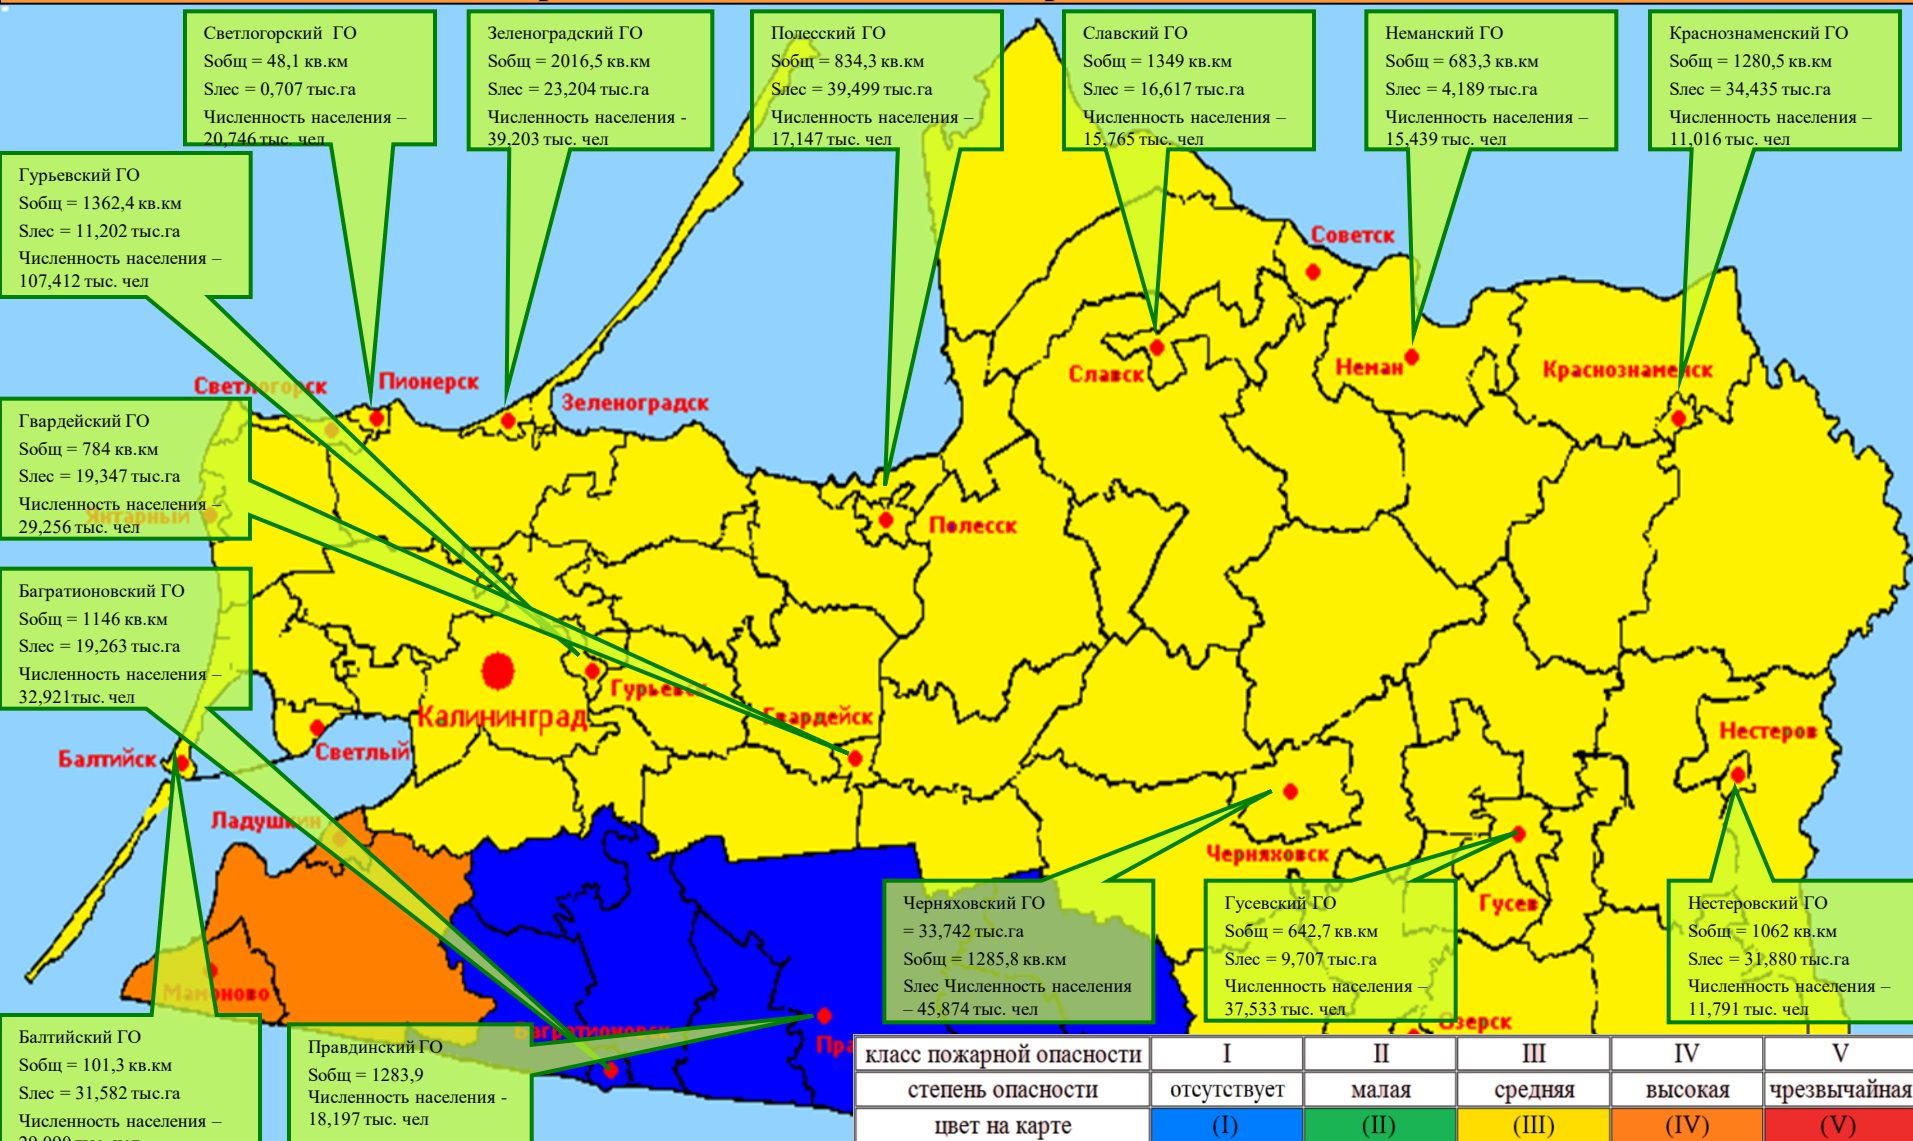 Светлогорский ГО
Sобщ = 48,1 кв.км
Sлес = 0,707 тыс.га
Численность населения –
20,746 тыс. чел
Зеленоградский ГО
Sобщ = 2016,5 кв.км
Sлес = 23,204 тыс.га
Численность населения -
39,203 тыс. чел
Полесский ГО
Sобщ = 834,3 кв.км
Sлес = 39,499 тыс.га
Численность населения –
17,147 тыс. чел
Славский ГО
Sобщ = 1349 кв.км
Sлес = 16,617 тыс.га
Численность населения –
15,765 тыс. чел
Неманский ГО
Sобщ = 683,3 кв.км
Sлес = 4,189 тыс.га
Численность населения –
15,439 тыс. чел
Краснознаменский ГО
Sобщ = 1280,5 кв.км
Sлес = 34,435 тыс.га
Численность населения –
11,016 тыс. чел
Гурьевский ГО
Sобщ = 1362,4 кв.км
Sлес = 11,202 тыс.га
Численность населения –
107,412 тыс. чел
Советск
Славск
Неман
Краснознаменск
Светлогорск
Пионерск
Зеленоградск
Гвардейский ГО
Sобщ = 784 кв.км
Sлес = 19,347 тыс.га
Численность населения –
29,256 тыс. чел
Янтарный
Полесск
Багратионовский ГО
Sобщ = 1146 кв.км
Sлес = 19,263 тыс.га
Численность населения –
32,921тыс. чел
Гурьевск
Калининград
Гвардейск
Нестеров
Балтийск
Светлый
Ладушкин
Черняховск
Гусев
Мамоново
Багратионовск
Озерск
Пра
Черняховский ГО
= 33,742 тыс.га
Sобщ = 1285,8 кв.км
Sлес Численность населения
– 45,874 тыс. чел
Гусевский ГО
Sобщ = 642,7 кв.км
Sлес = 9,707 тыс.га
Численность населения –
37,533 тыс. чел
Нестеровский ГО
Sобщ = 1062 кв.км
Sлес = 31,880 тыс.га
Численность населения –
11,791 тыс. чел
Балтийский ГО
Sобщ = 101,3 кв.км
Sлес = 31,582 тыс.га
Численность населения –
Правдинский ГО
Sобщ = 1283,9
Численность населения -
18,197 тыс. чел
класс пожарной опасности I II III IV V
степень опасности отсутствует малая средняя высокая чрезвычайная
цвет на карте (I) (II) (III) (IV) (V)